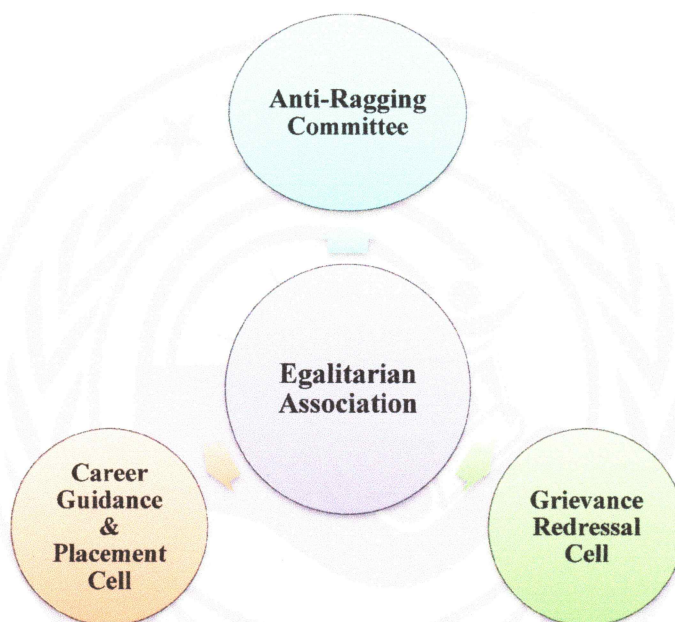 Anti-Ragging
Committee
Egalitarian
Association
Career
Guidance
&
Placement
Cell
Grievance
Redressal
Cell